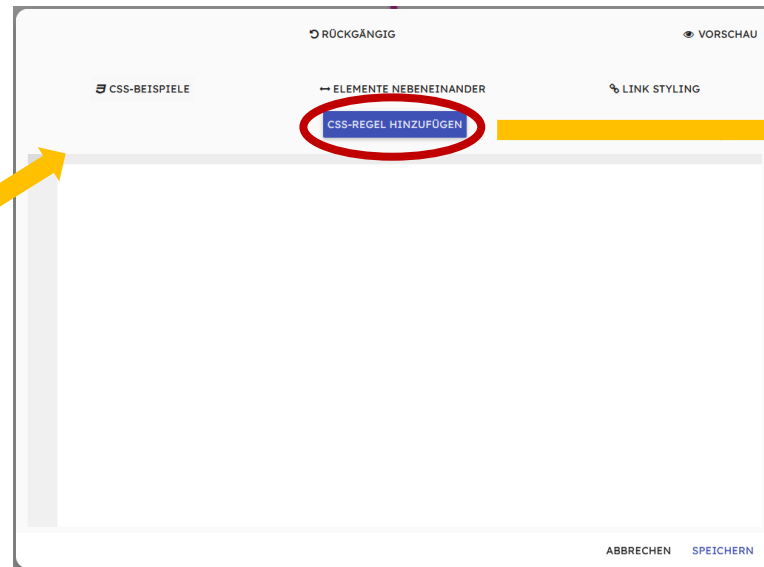 RÜCKGÄNGIG VORSCHAU
CSS-BEISPIELE ELEMENTE NEBENEINANDER LINK STYLING
CSS-REGEL HINZUFÜGEN
ABBRECHEN SPEICHERN